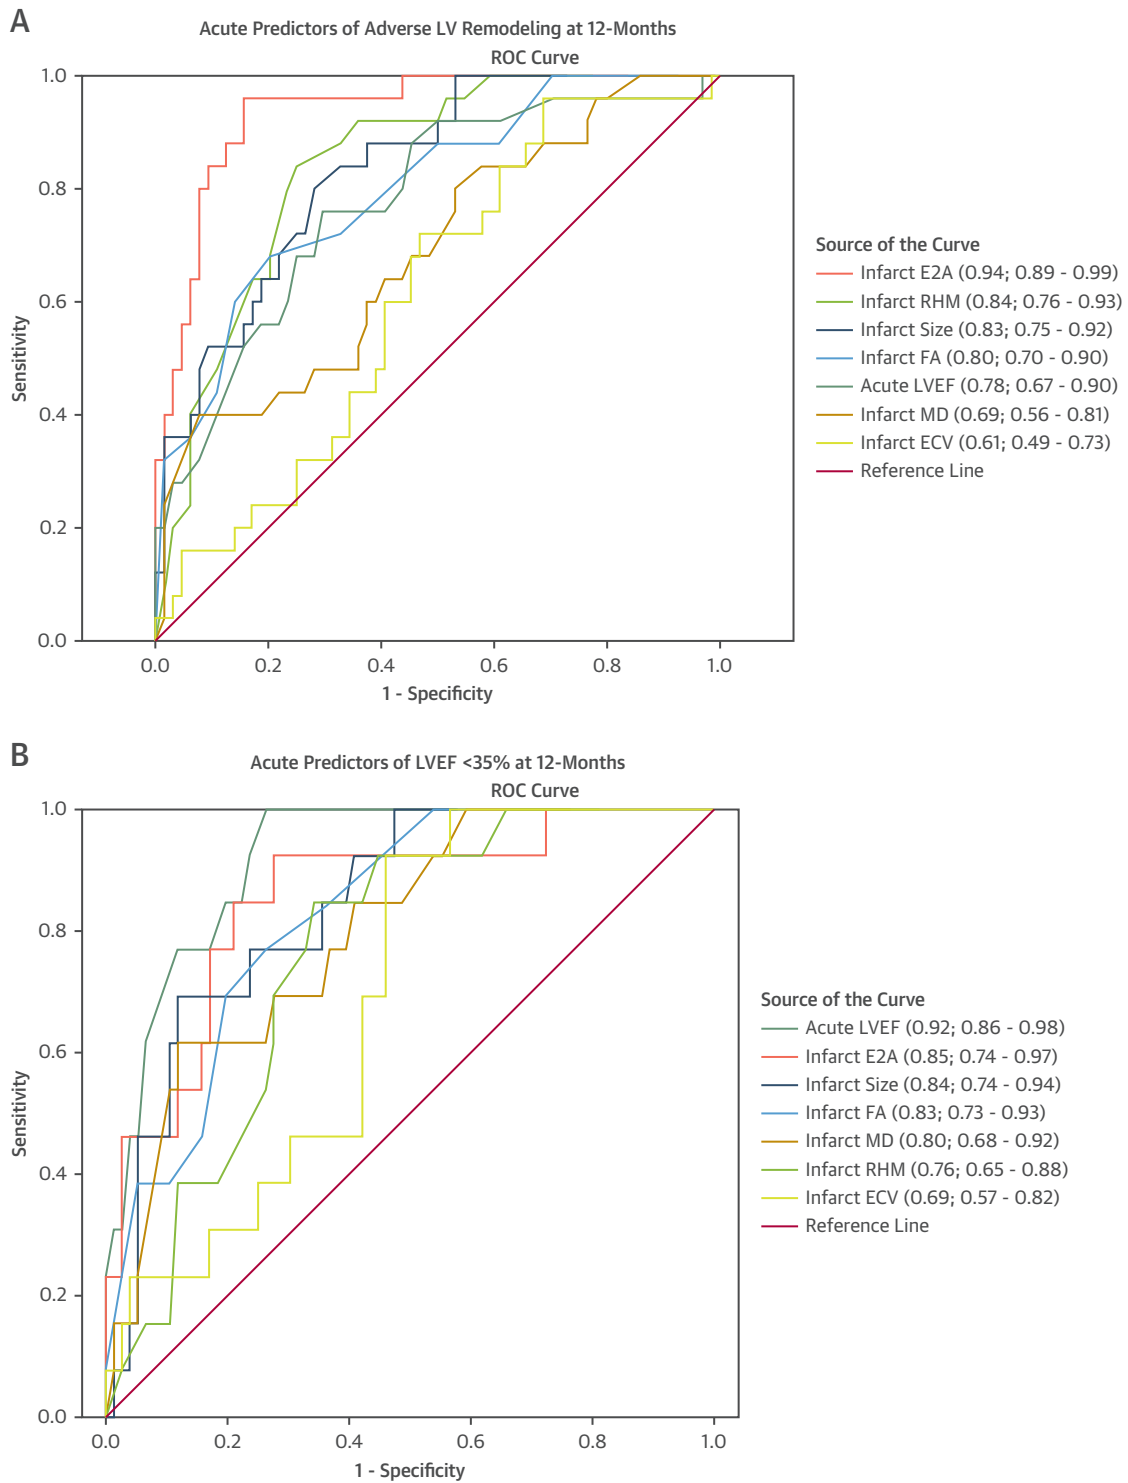 A
Acute Predictors of Adverse LV Remodeling at 12-Months
ROC Curve
1.0
0.8
0.6
0.4
0.2
0.0
Sensitivity
0.0 0.2 0.4 0.6 0.8 1.0
1 - Specificity
Source of the Curve
Infarct E2A (0.94; 0.89 - 0.99)
Infarct RHM (0.84; 0.76 - 0.93)
Infarct Size (0.83; 0.75 - 0.92)
Infarct FA (0.80; 0.70 - 0.90)
Acute LVEF (0.78; 0.67 - 0.90)
Infarct MD (0.69; 0.56 - 0.81)
Infarct ECV (0.61; 0.49 - 0.73)
Reference Line
B
Acute Predictors of LVEF <35% at 12-Months
ROC Curve
1.0
0.8
0.6
0.4
0.2
0.0
Sensitivity
0.0 0.2 0.4 0.6 0.8 1.0
1 - Specificity
Source of the Curve
Acute LVEF (0.92; 0.86 - 0.98)
Infarct E2A (0.85; 0.74 - 0.97)
Infarct Size (0.84; 0.74 - 0.94)
Infarct FA (0.83; 0.73 - 0.93)
Infarct MD (0.80; 0.68 - 0.92)
Infarct RHM (0.76; 0.65 - 0.88)
Infarct ECV (0.69; 0.57 - 0.82)
Reference Line